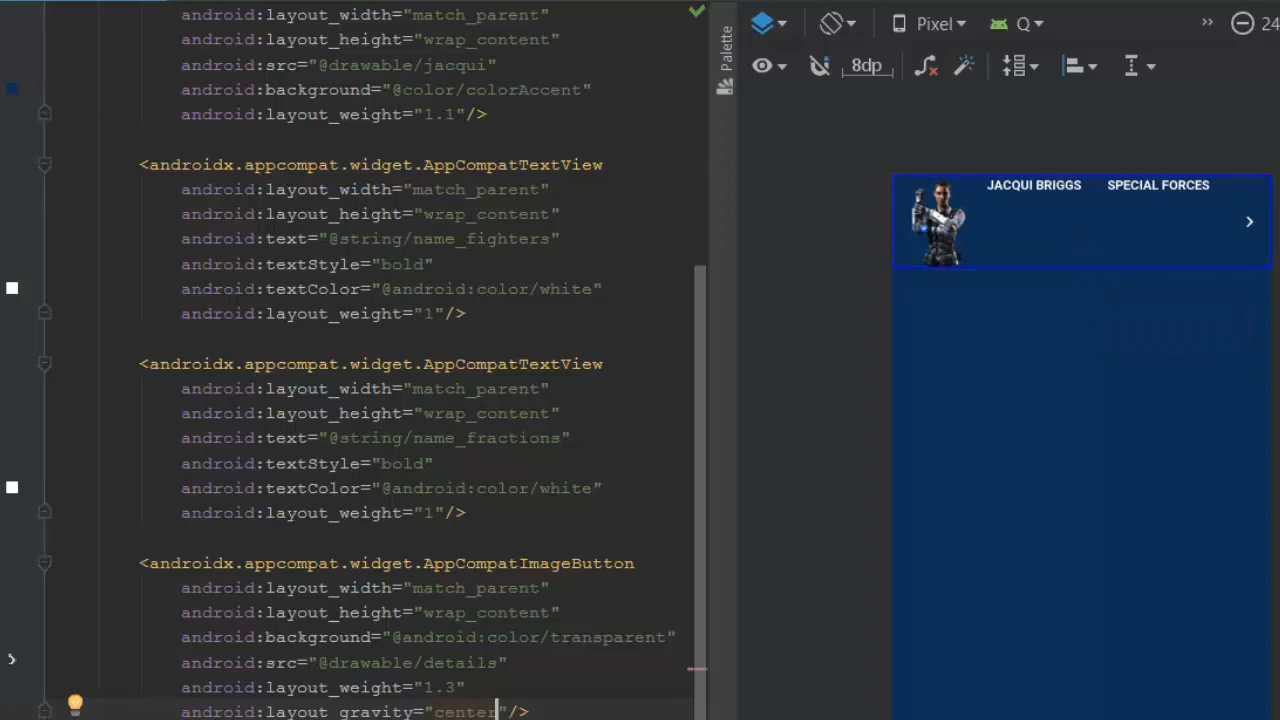 android:layout_width="match_parent"
android:layout_height="wrap_content"
android:src="@drawable/jacqui"
android:background="@color/colorAccent"
android:layout_weight="1.1"/>
<androidx.appcompat.widget.AppCompatTextView
android:layout_width="match_parent"
android:layout_height="wrap_content"
android:text="@string/name_fighters"
android:textStyle="bold"
android:textColor="@android:color/white"
android:layout_weight="1"/>
<androidx.appcompat.widget.AppCompatTextView
android:layout_width="match_parent"
android:layout_height="wrap_content"
android:text="@string/name_fractions"
android:textStyle="bold"
android:textColor="@android:color/white"
android:layout_weight="1"/>
<androidx.appcompat.widget.AppCompatImageButton
android:layout_width="match_parent"
android:layout_height="wrap_content"
android:background="@android:color/transparent"
android:src="@drawable/details"
android:layout_weight="1.3"
android:layout_gravity="center"/>
Palette
Pixel
Q
24
8dp
JACQUI BRIGGS SPECIAL FORCES